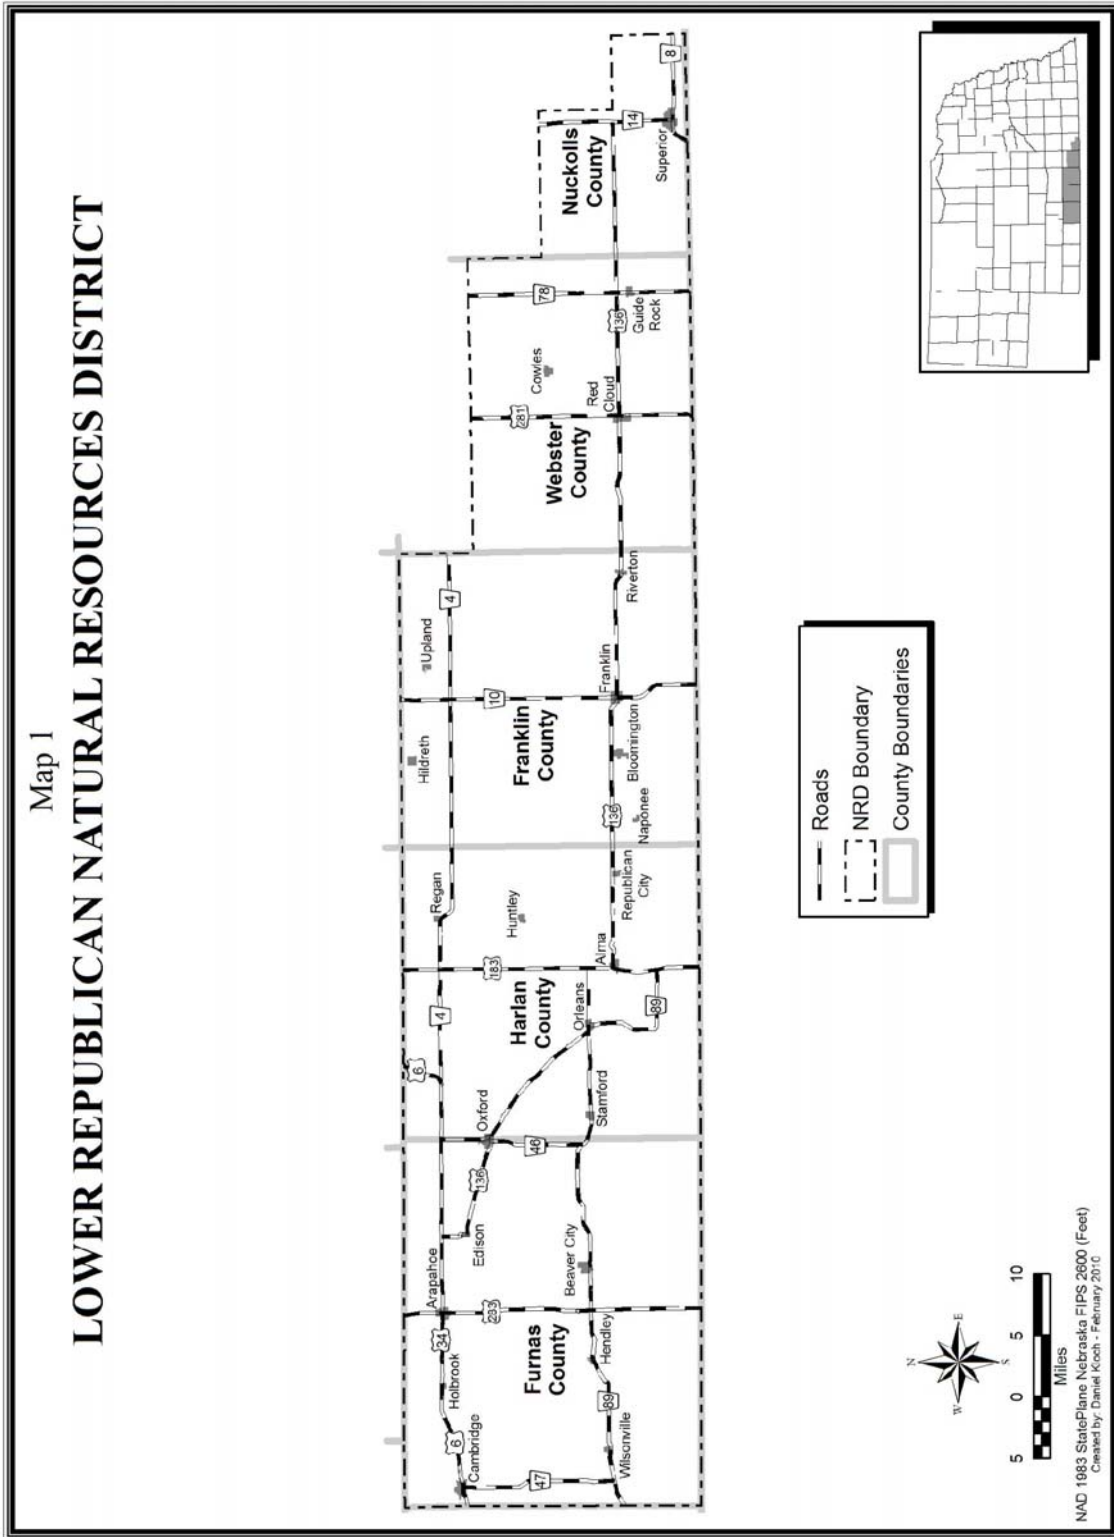 Map 1
LOWER REPUBLICAN NATURAL RESOURCES DISTRICT
Cambridge
6
Holbrook
34
Arapahoe
283
Edison
136
Oxford
6
4
Regan
183
Huntley
Hildreth
10
Upland
4
47
Furnas
County
46
Harlan
County
Franklin
County
Webster
County
281
Cowles
78
Nuckolls
County
Wilsonville
89
Hendley
Beaver City
Stamford
Orleans
89
Alma
Republican
City
136
Naponee
Bloomington
Franklin
Riverton
Red
Cloud
136
Guide
Rock
14
Superior
8
N
W
E
S
5 0 5 10
Miles
NAD 1983 StatePlane Nebraska FIPS 2600 (Feet)
Created by: Daniel Kloch - February 2010
Roads
NRD Boundary
County Boundaries